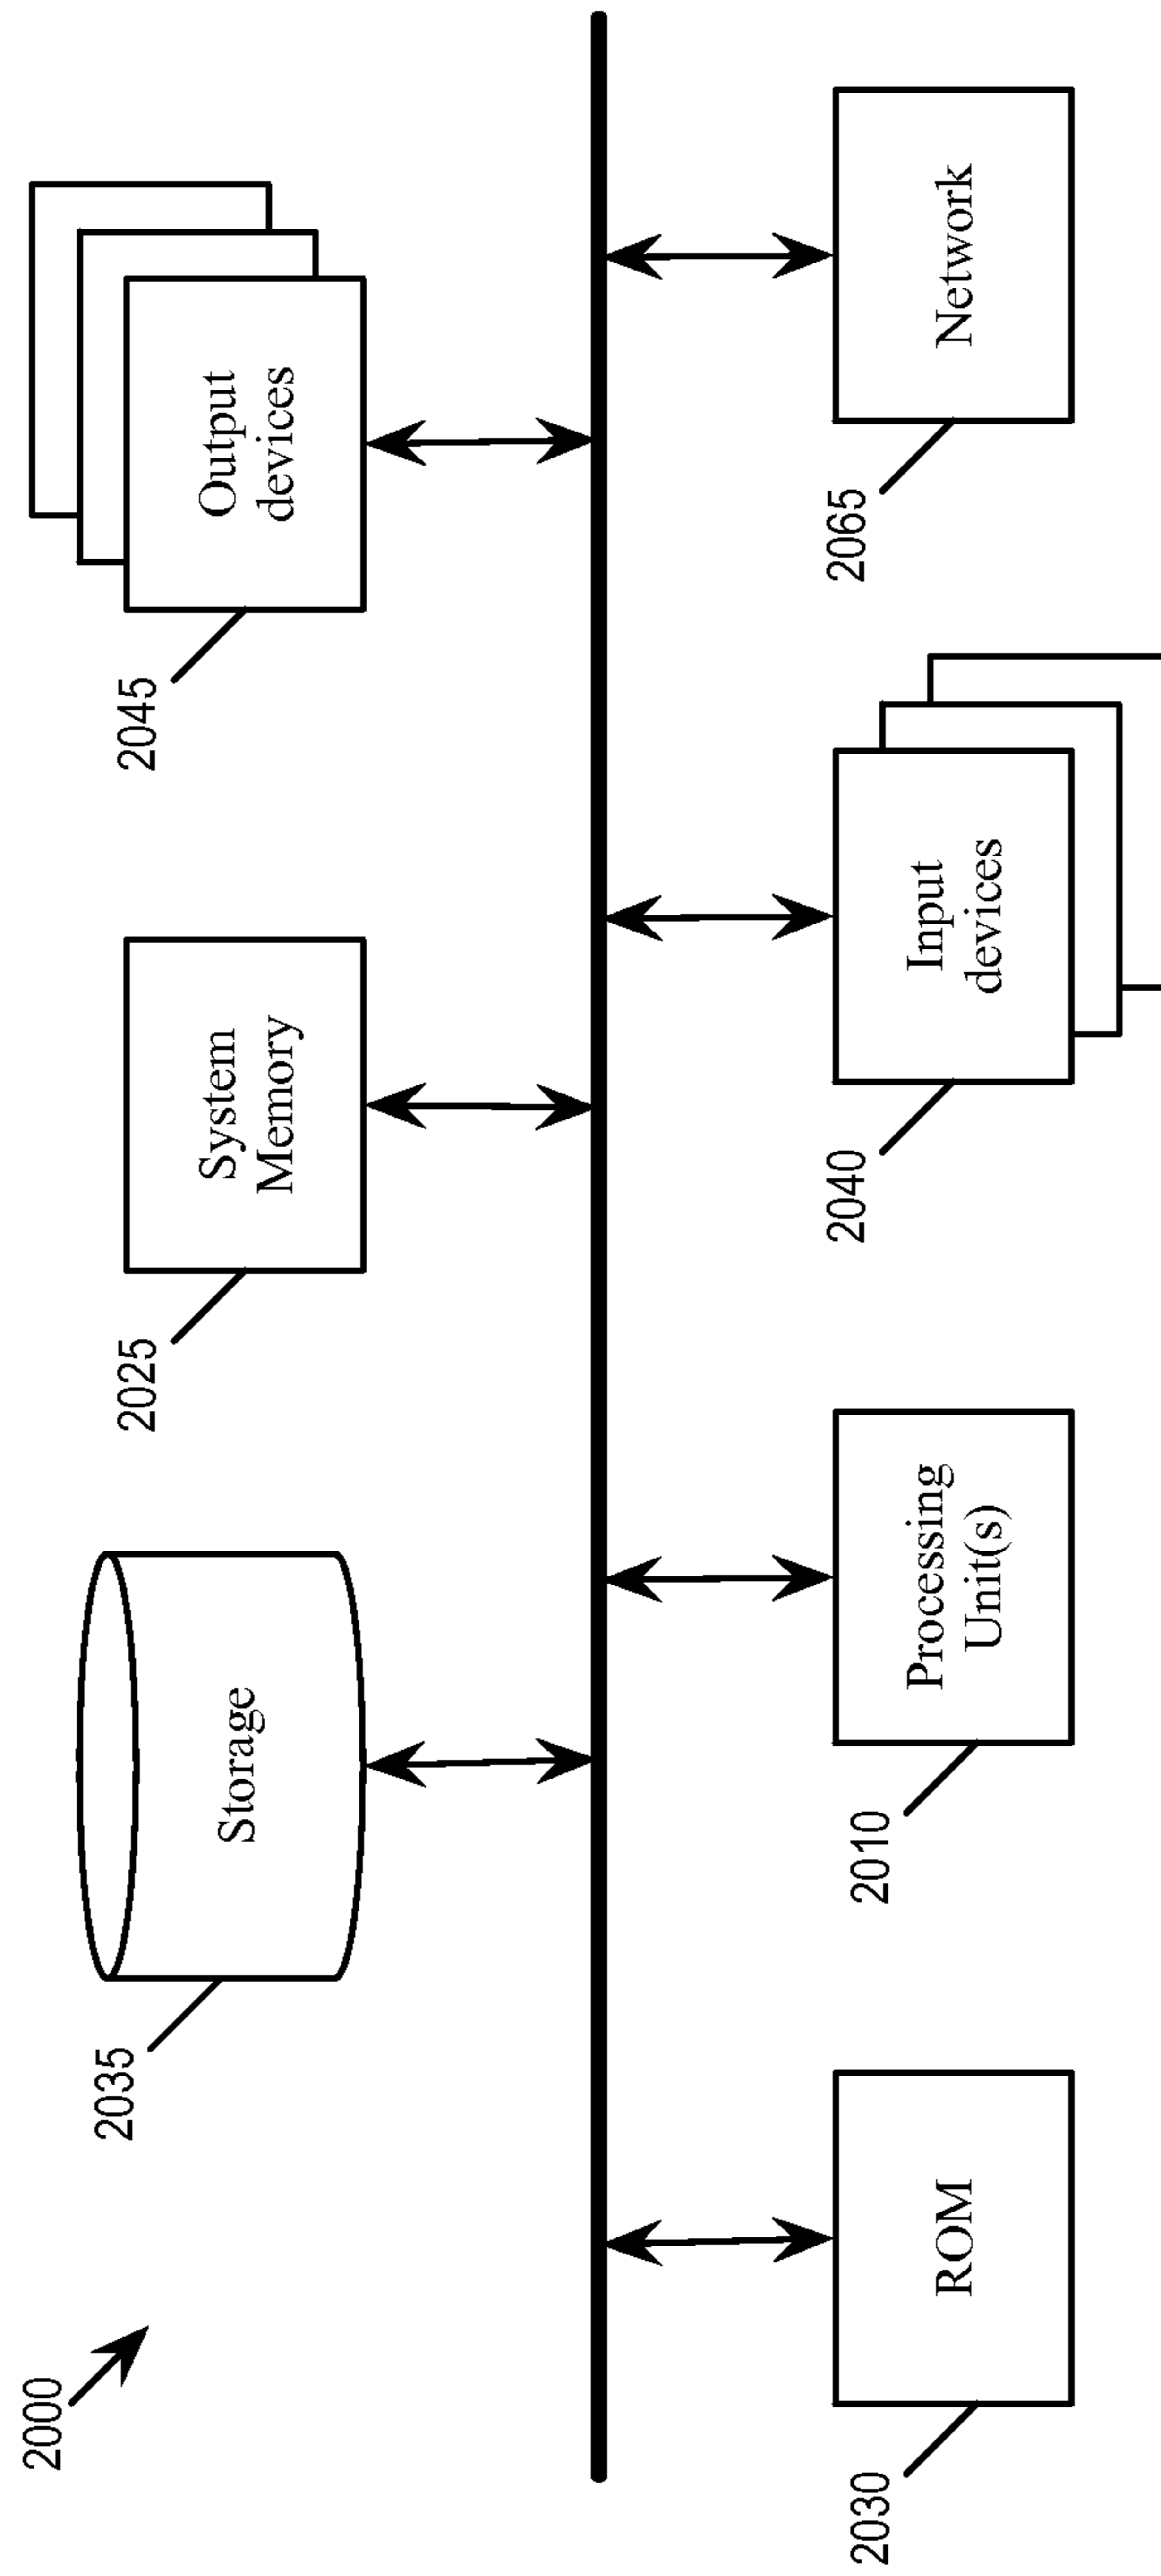 2000
2035
Storage
2025
System
Memory
2045
Output
devices
2030
ROM
2010
Processing
Unit(s)
2040
Input
devices
2065
Network